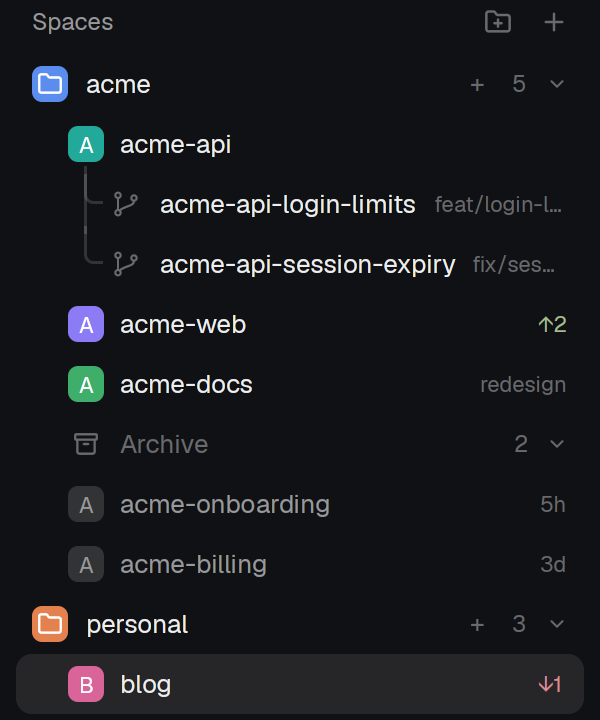 Spaces
acme + 5
A acme-api
acme-api-login-limits feat/login-l...
acme-api-session-expiry fix/ses...
A acme-web ↑2
A acme-docs redesign
Archive 2
A acme-onboarding 5h
A acme-billing 3d
personal + 3
B blog ↓1